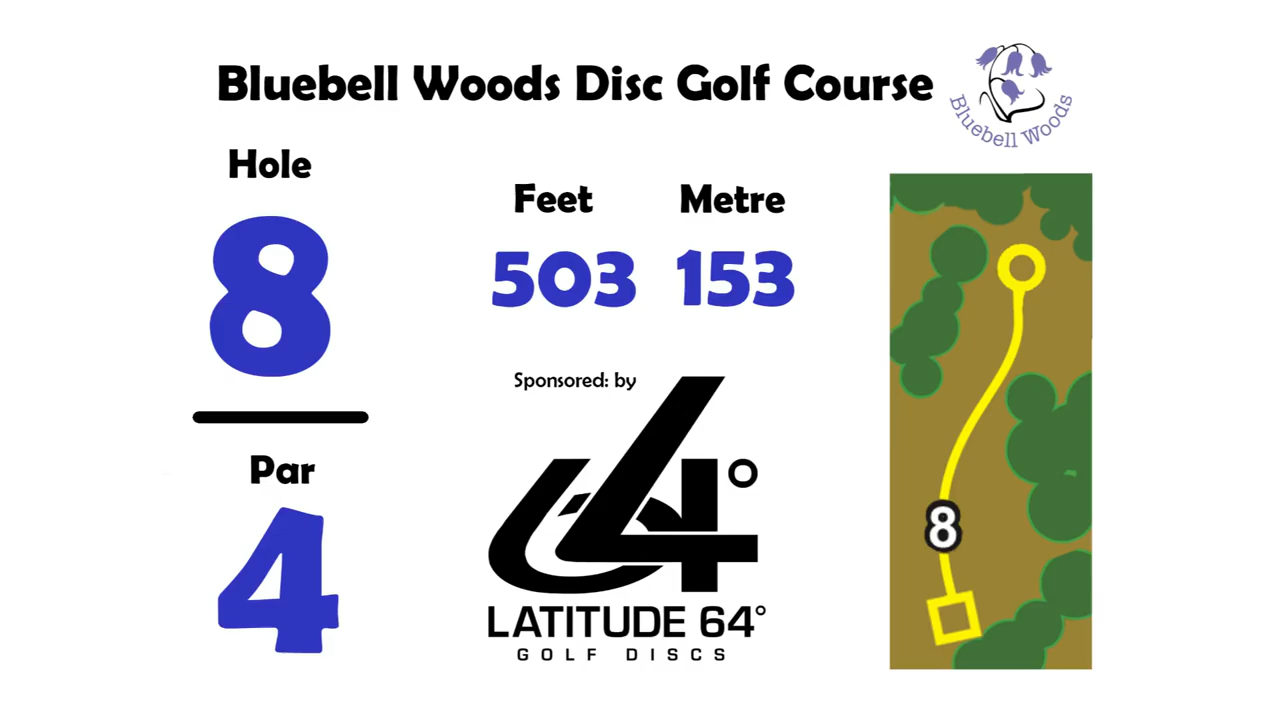 Bluebell Woods Disc Golf Course
Bluebell Woods
Hole
8
Par
4
Feet Metre
503 153
Sponsored: by
64°
LATITUDE 64°
GOLF DISCS
8